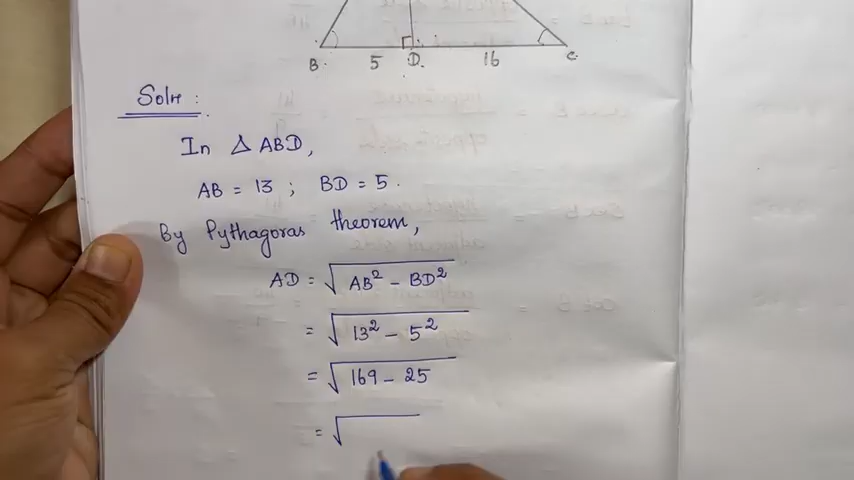 B 5 D 16 C
Soln :
In △ ABD,
AB = 13 ; BD = 5.
By Pythagoras theorem,
AD = √(AB² - BD²)
= √(13² - 5²)
= √(169 - 25)
= √